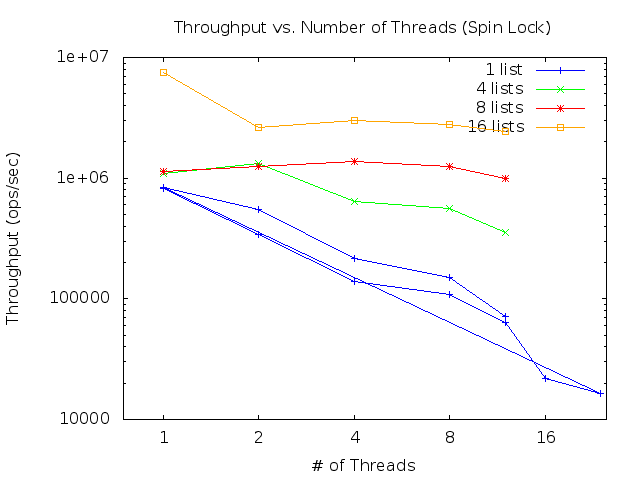 Throughput vs. Number of Threads (Spin Lock)
1e+07
1e+06
100000
10000
Throughput (ops/sec)
1 list
4 lists
8 lists
16 lists
1 2 4 8 16
# of Threads